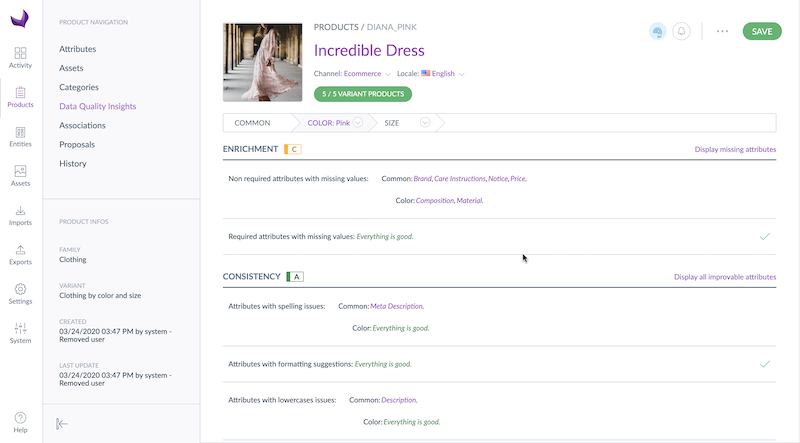 Activity
Products
Entities
Assets
Imports
Exports
Settings
System
Help
PRODUCT NAVIGATION
Attributes
Assets
Categories
Data Quality Insights
Associations
Proposals
History
PRODUCT INFOS
FAMILY
Clothing
VARIANT
Clothing by color and size
CREATED
03/24/2020 03:47 PM by system -
Removed user
LAST UPDATE
03/24/2020 03:47 PM by system -
Removed user
PRODUCTS / DIANA_PINK
Incredible Dress
Channel: Ecommerce Locale: English
5 / 5 VARIANT PRODUCTS
SAVE
COMMON COLOR: Pink SIZE
ENRICHMENT C Display missing attributes
Non required attributes with missing values: Common: Brand, Care Instructions, Notice, Price.
Color: Composition, Material.
Required attributes with missing values: Everything is good.
CONSISTENCY A Display all improvable attributes
Attributes with spelling issues: Common: Meta Description.
Color: Everything is good.
Attributes with formatting suggestions: Everything is good.
Attributes with lowercases issues: Common: Description.
Color: Everything is good.